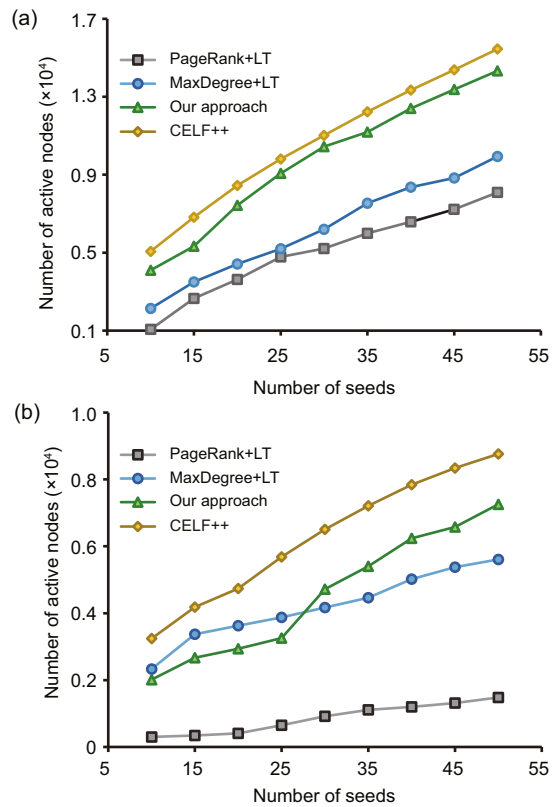 (a)
Number of active nodes (×10⁴)
1.7
1.3
0.9
0.5
0.1
PageRank+LT
MaxDegree+LT
Our approach
CELF++
5 15 25 35 45 55
Number of seeds
(b)
Number of active nodes (×10⁴)
1.0
0.8
0.6
0.4
0.2
0
PageRank+LT
MaxDegree+LT
Our approach
CELF++
5 15 25 35 45 55
Number of seeds